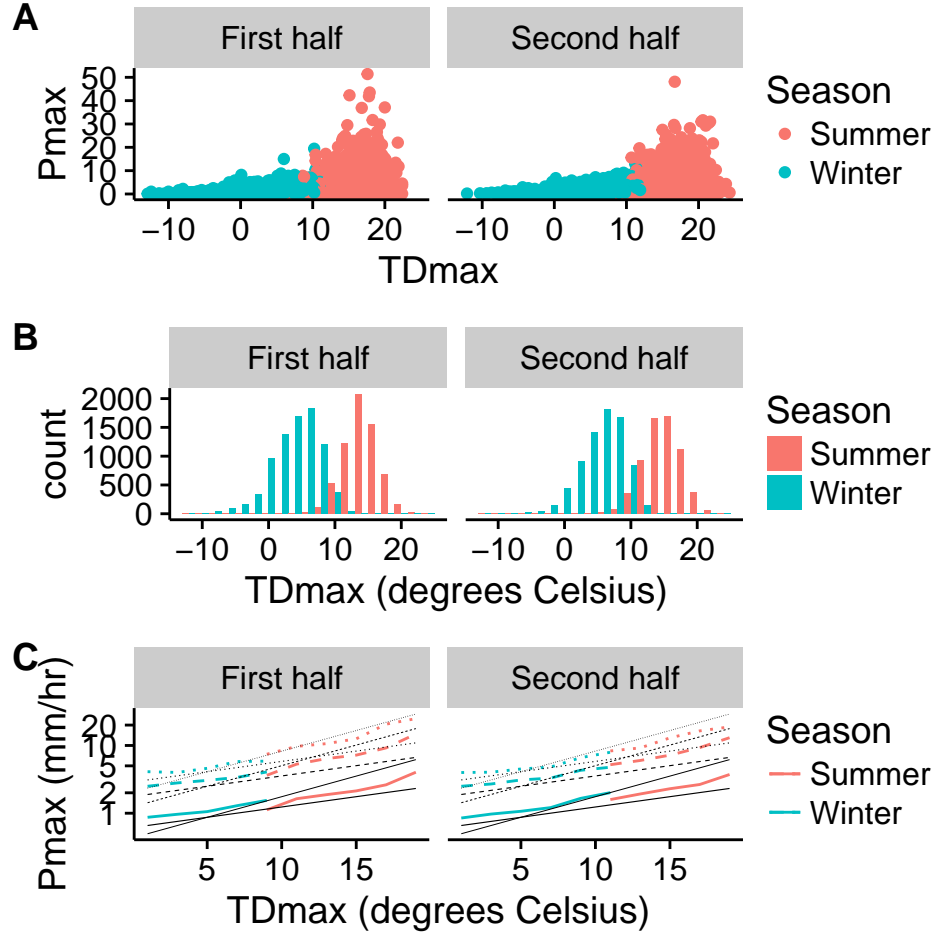 A
First half
Second half
Pmax
50
40
30
20
10
0
−10 0 10 20
−10 0 10 20
TDmax
Season
Summer
Winter
B
First half
Second half
count
2000
1500
1000
500
0
−10 0 10 20
−10 0 10 20
TDmax (degrees Celsius)
Season
Summer
Winter
C
First half
Second half
Pmax (mm/hr)
20
10
5
2
1
5 10 15
5 10 15
TDmax (degrees Celsius)
Season
Summer
Winter